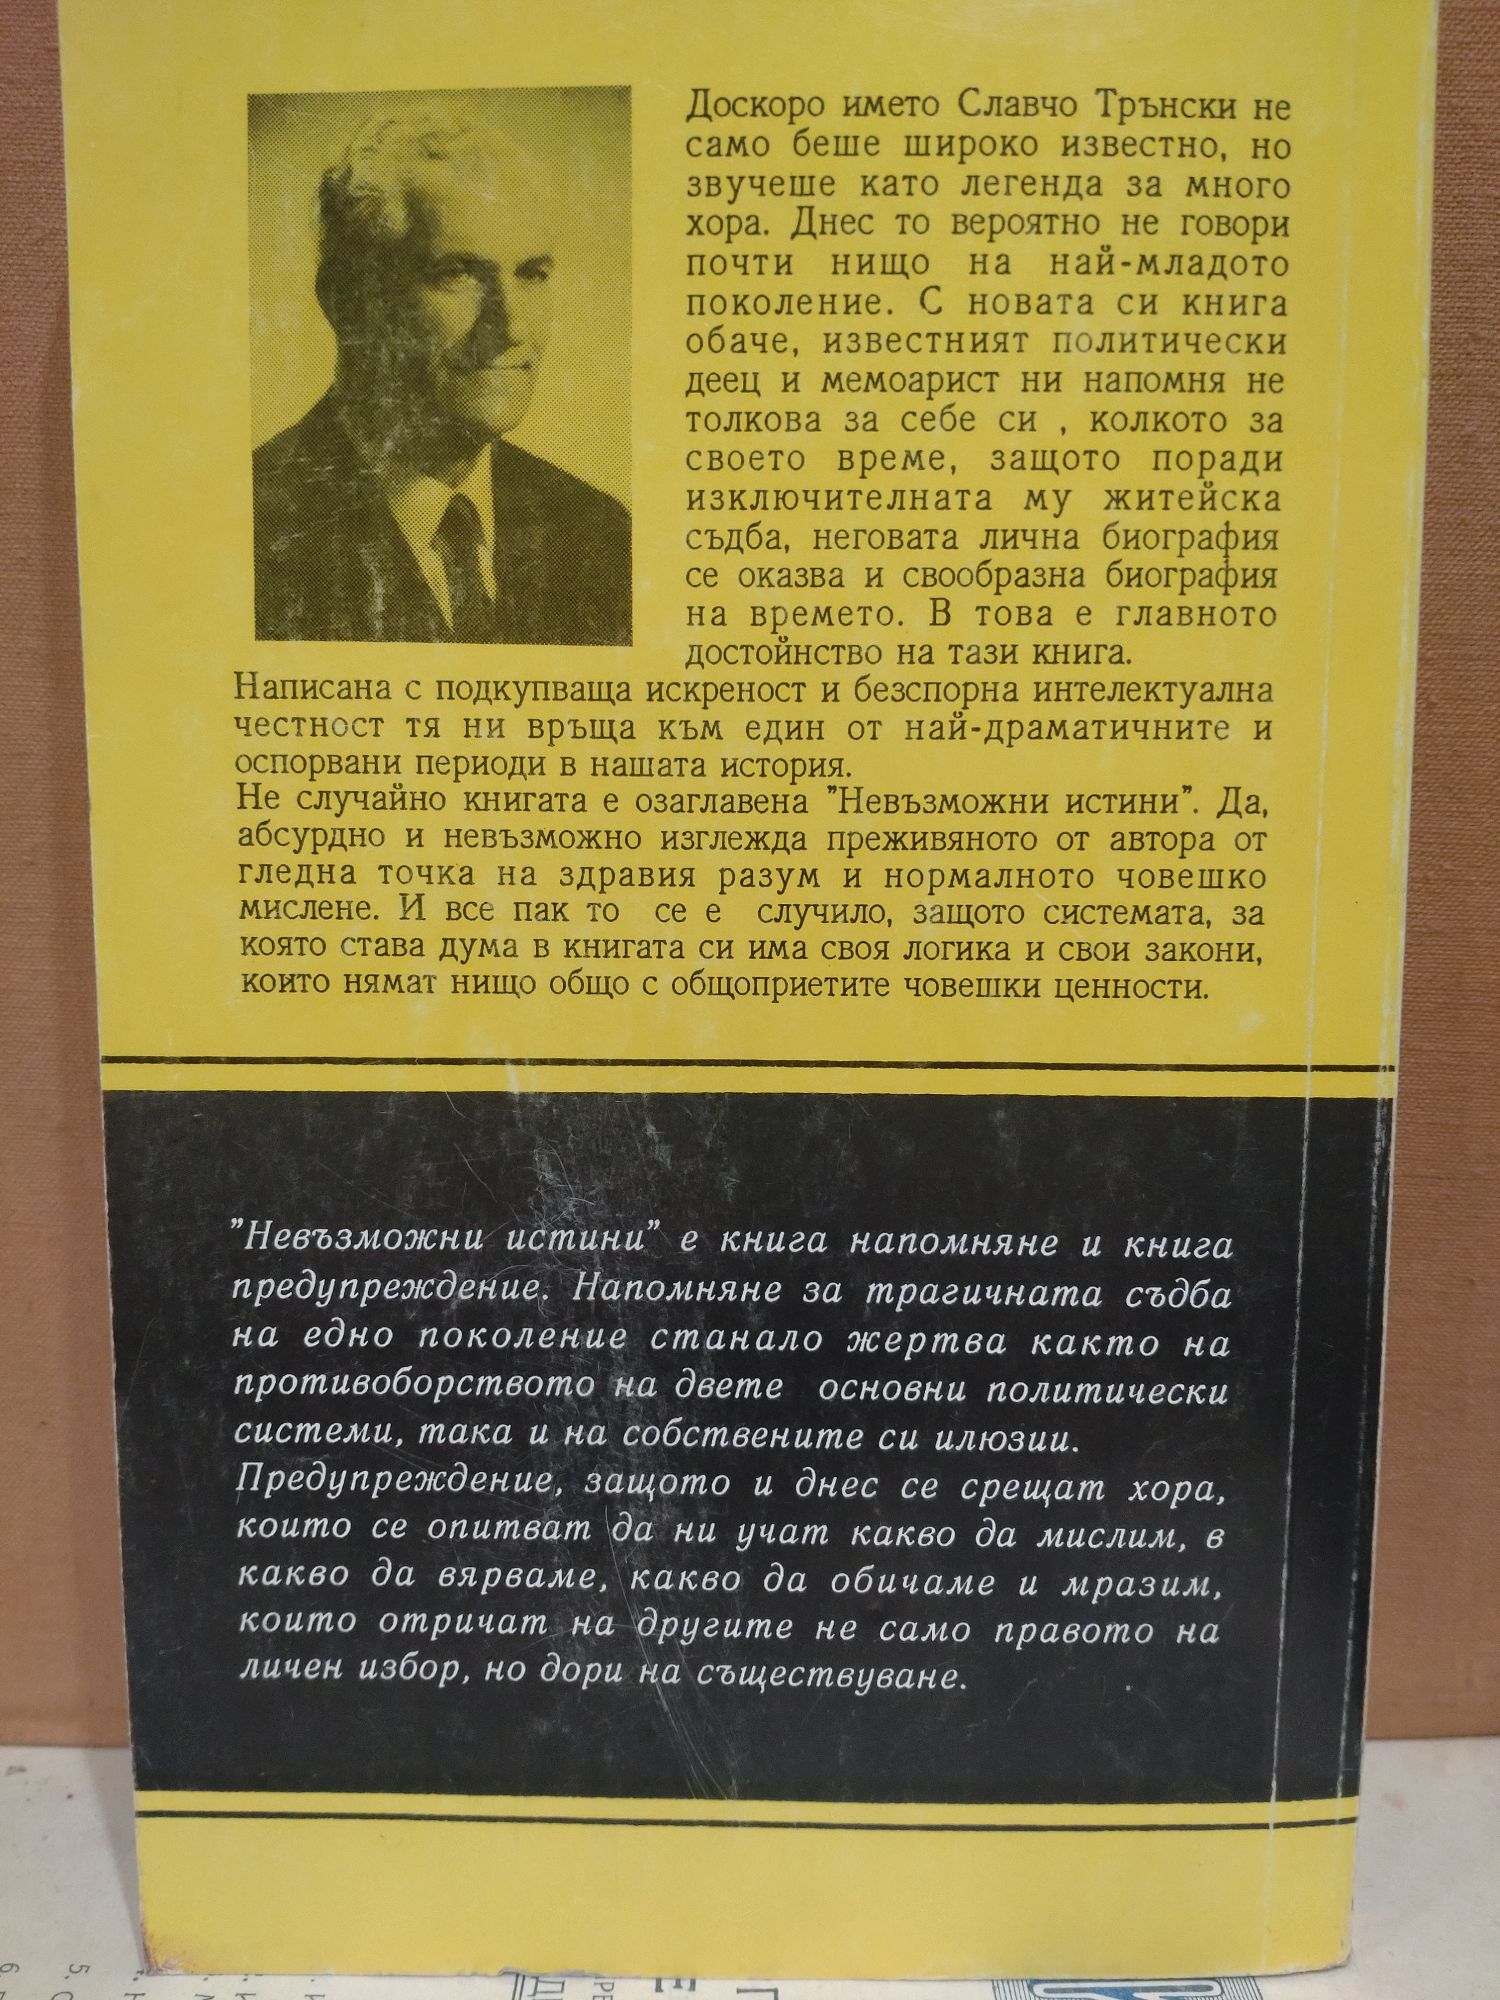 Доскоро името Славчо Трънски не
само беше широко известно, но
звучеше като легенда за много
хора. Днес то вероятно не говори
почти нищо на най-младото
поколение. С новата си книга
обаче, известният политически
деец и мемоарист ни напомня не
толкова за себе си , колкото за
своето време, защото поради
изключителната му житейска
съдба, неговата лична биография
се оказва и свообразна биография
на времето. В това е главното
достойнство на тази книга.
Написана с подкупваща искреност и безспорна интелектуална
честност тя ни връща към един от най-драматичните и
оспорвани периоди в нашата история.
Не случайно книгата е озаглавена "Невъзможни истини". Да,
абсурдно и невъзможно изглежда преживяното от автора от
гледна точка на здравия разум и нормалното човешко
мислене. И все пак то се е случило, защото системата, за
която става дума в книгата си има своя логика и свои закони,
които нямат нищо общо с общоприетите човешки ценности.
"Невъзможни истини" е книга напомняне и книга
предупреждение. Напомняне за трагичната съдба
на едно поколение станало жертва както на
противоборството на двете основни политически
системи, така и на собствените си илюзии.
Предупреждение, защото и днес се срещат хора,
които се опитват да ни учат какво да мислим, в
какво да вярваме, какво да обичаме и мразим,
които отричат на другите не само правото на
личен избор, но дори на съществуване.